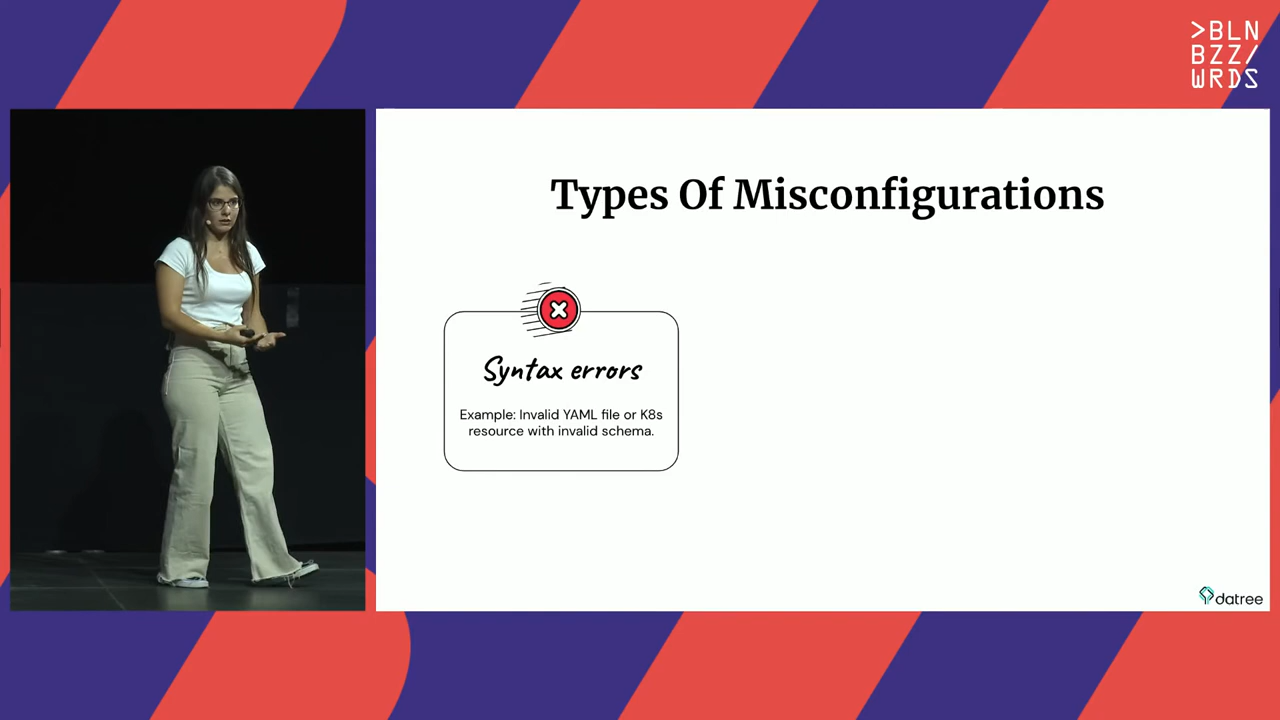 >BLN
BZZ/
WRDS
Types Of Misconfigurations
Syntax errors
Example: Invalid YAML file or K8s
resource with invalid schema.
datree